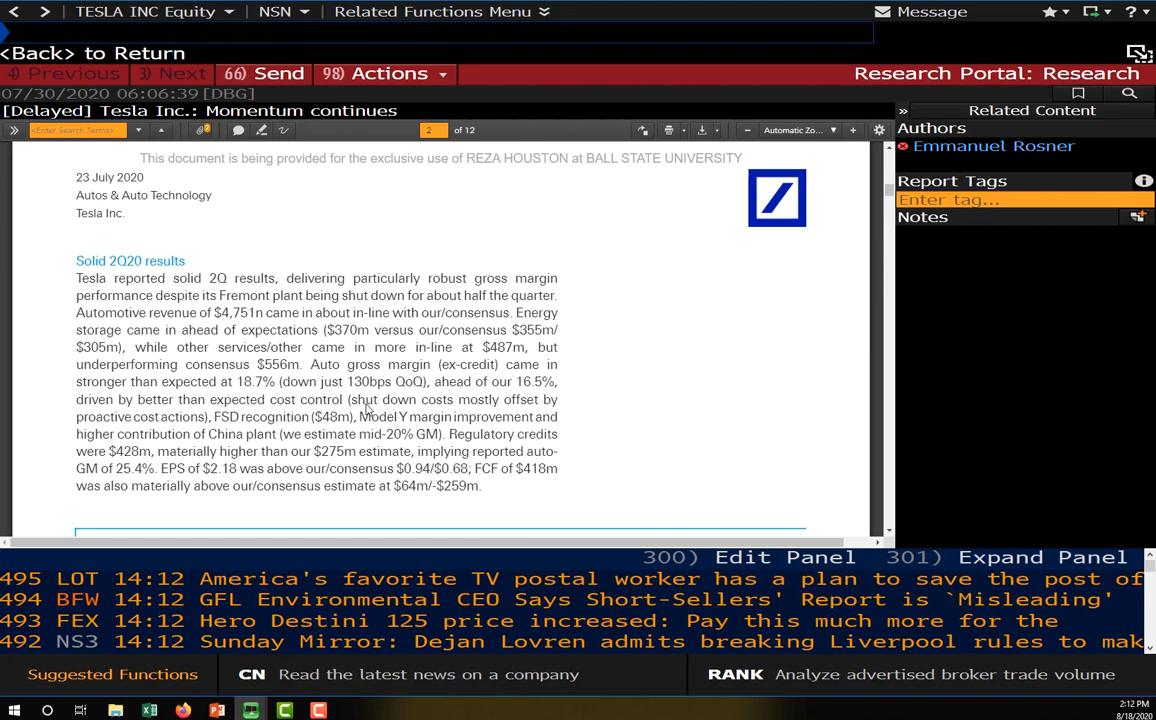 TESLA INC Equity NSN Related Functions Menu Message
<Back> to Return
4) Previous 3) Next 66) Send 98) Actions Research Portal: Research
07/30/2020 06:06:39 [DBG]
[Delayed] Tesla Inc.: Momentum continues
Related Content
<Enter Search Terms> 2 of 12 Automatic Zo...
Authors
Emmanuel Rosner
Report Tags
Enter tag...
Notes
This document is being provided for the exclusive use of REZA HOUSTON at BALL STATE UNIVERSITY
23 July 2020
Autos & Auto Technology
Tesla Inc.
Solid 2Q20 results
Tesla reported solid 2Q results, delivering particularly robust gross margin
performance despite its Fremont plant being shut down for about half the quarter.
Automotive revenue of $4,751n came in about in-line with our/consensus. Energy
storage came in ahead of expectations ($370m versus our/consensus $355m/
$305m), while other services/other came in more in-line at $487m, but
underperforming consensus $556m. Auto gross margin (ex-credit) came in
stronger than expected at 18.7% (down just 130bps QoQ), ahead of our 16.5%,
driven by better than expected cost control (shut down costs mostly offset by
proactive cost actions), FSD recognition ($48m), Model Y margin improvement and
higher contribution of China plant (we estimate mid-20% GM). Regulatory credits
were $428m, materially higher than our $275m estimate, implying reported auto-
GM of 25.4%. EPS of $2.18 was above our/consensus $0.94/$0.68; FCF of $418m
was also materially above our/consensus estimate at $64m/-$259m.
300) Edit Panel 301) Expand Panel
495 LOT 14:12 America's favorite TV postal worker has a plan to save the post of
494 BFW 14:12 GFL Environmental CEO Says Short-Sellers' Report is `Misleading'
493 FEX 14:12 Hero Destini 125 price increased: Pay this much more for the
492 NS3 14:12 Sunday Mirror: Dejan Lovren admits breaking Liverpool rules to mak
Suggested Functions CN Read the latest news on a company RANK Analyze advertised broker trade volume
2:12 PM
8/18/2020